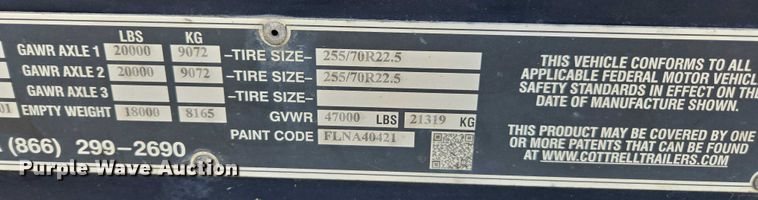 LBS KG
GAWR AXLE 1 20000 9072 -TIRE SIZE- 255/70R22.5
GAWR AXLE 2 20000 9072 -TIRE SIZE- 255/70R22.5
GAWR AXLE 3 -TIRE SIZE-
01 EMPTY WEIGHT 18000 8165 GVWR 47000 LBS 21319 KG
PAINT CODE FLNA40421
(866) 299-2690
THIS VEHICLE CONFORMS TO ALL
APPLICABLE FEDERAL MOTOR VEHICL
SAFETY STANDARDS IN EFFECT ON THE
DATE OF MANUFACTURE SHOWN.
THIS PRODUCT MAY BE COVERED BY ONE
OR MORE PATENTS THAT CAN BE FOUND
AT WWW.COTTRELLTRAILERS.COM
Purple Wave Auction